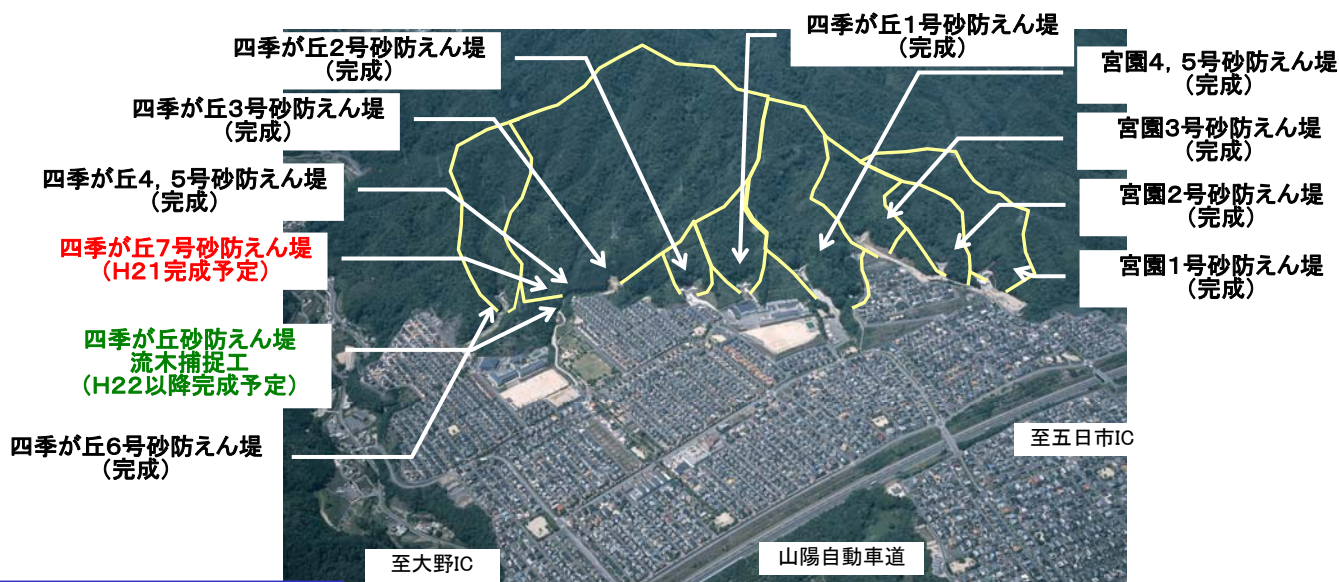 四季が丘1号砂防えん堤
(完成)
四季が丘2号砂防えん堤
(完成)
宮園4, 5号砂防えん堤
(完成)
四季が丘3号砂防えん堤
(完成)
宮園3号砂防えん堤
(完成)
四季が丘4, 5号砂防えん堤
(完成)
宮園2号砂防えん堤
(完成)
四季が丘7号砂防えん堤
(H21完成予定)
宮園1号砂防えん堤
(完成)
四季が丘砂防えん堤
流木捕捉工
(H22以降完成予定)
四季が丘6号砂防えん堤
(完成)
至五日市IC
山陽自動車道
至大野IC